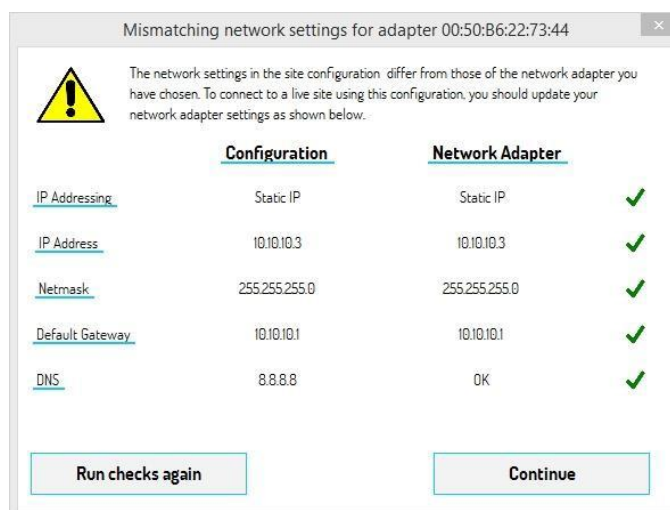 Mismatching network settings for adapter 00:50:B6:22:73:44
The network settings in the site configuration differ from those of the network adapter you
have chosen. To connect to a live site using this configuration, you should update your
network adapter settings as shown below.
Configuration Network Adapter
IP Addressing Static IP Static IP
IP Address 10.10.10.3 10.10.10.3
Netmask 255.255.255.0 255.255.255.0
Default Gateway 10.10.10.1 10.10.10.1
DNS 8.8.8.8 OK
Run checks again Continue